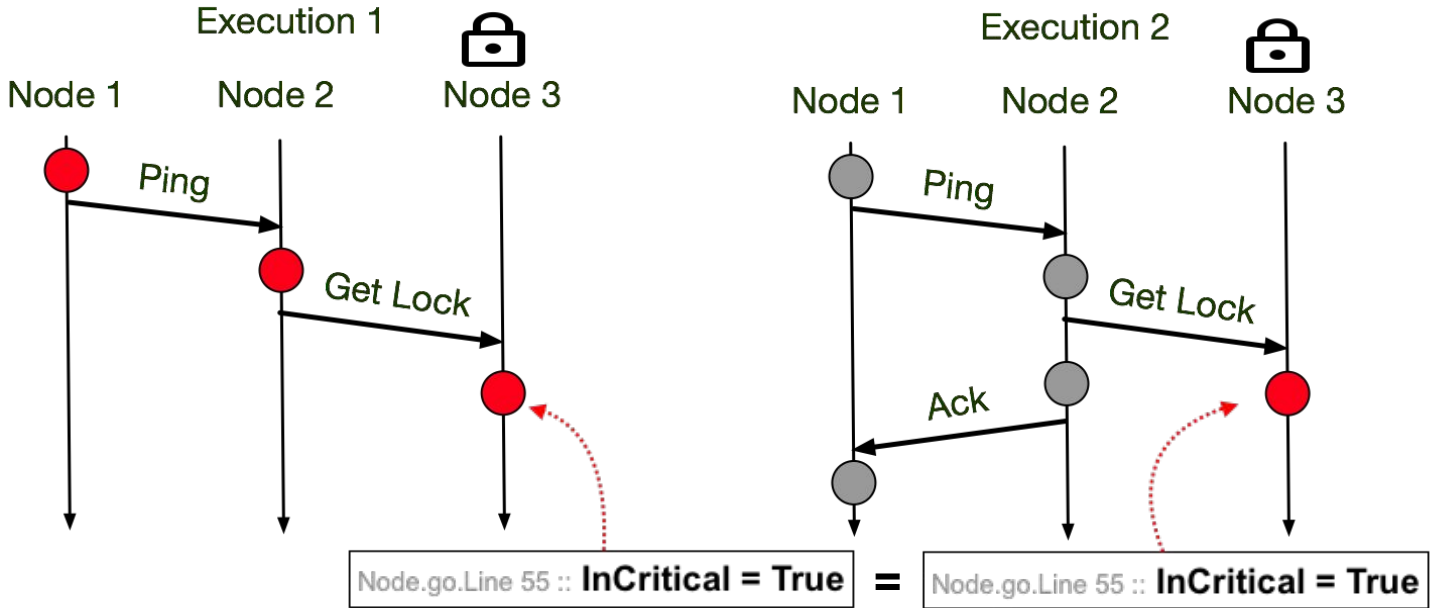 Execution 1
Node 1 Node 2 Node 3
Ping
Get Lock
Node.go.Line 55 :: InCritical = True
=
Execution 2
Node 1 Node 2 Node 3
Ping
Get Lock
Ack
Node.go.Line 55 :: InCritical = True